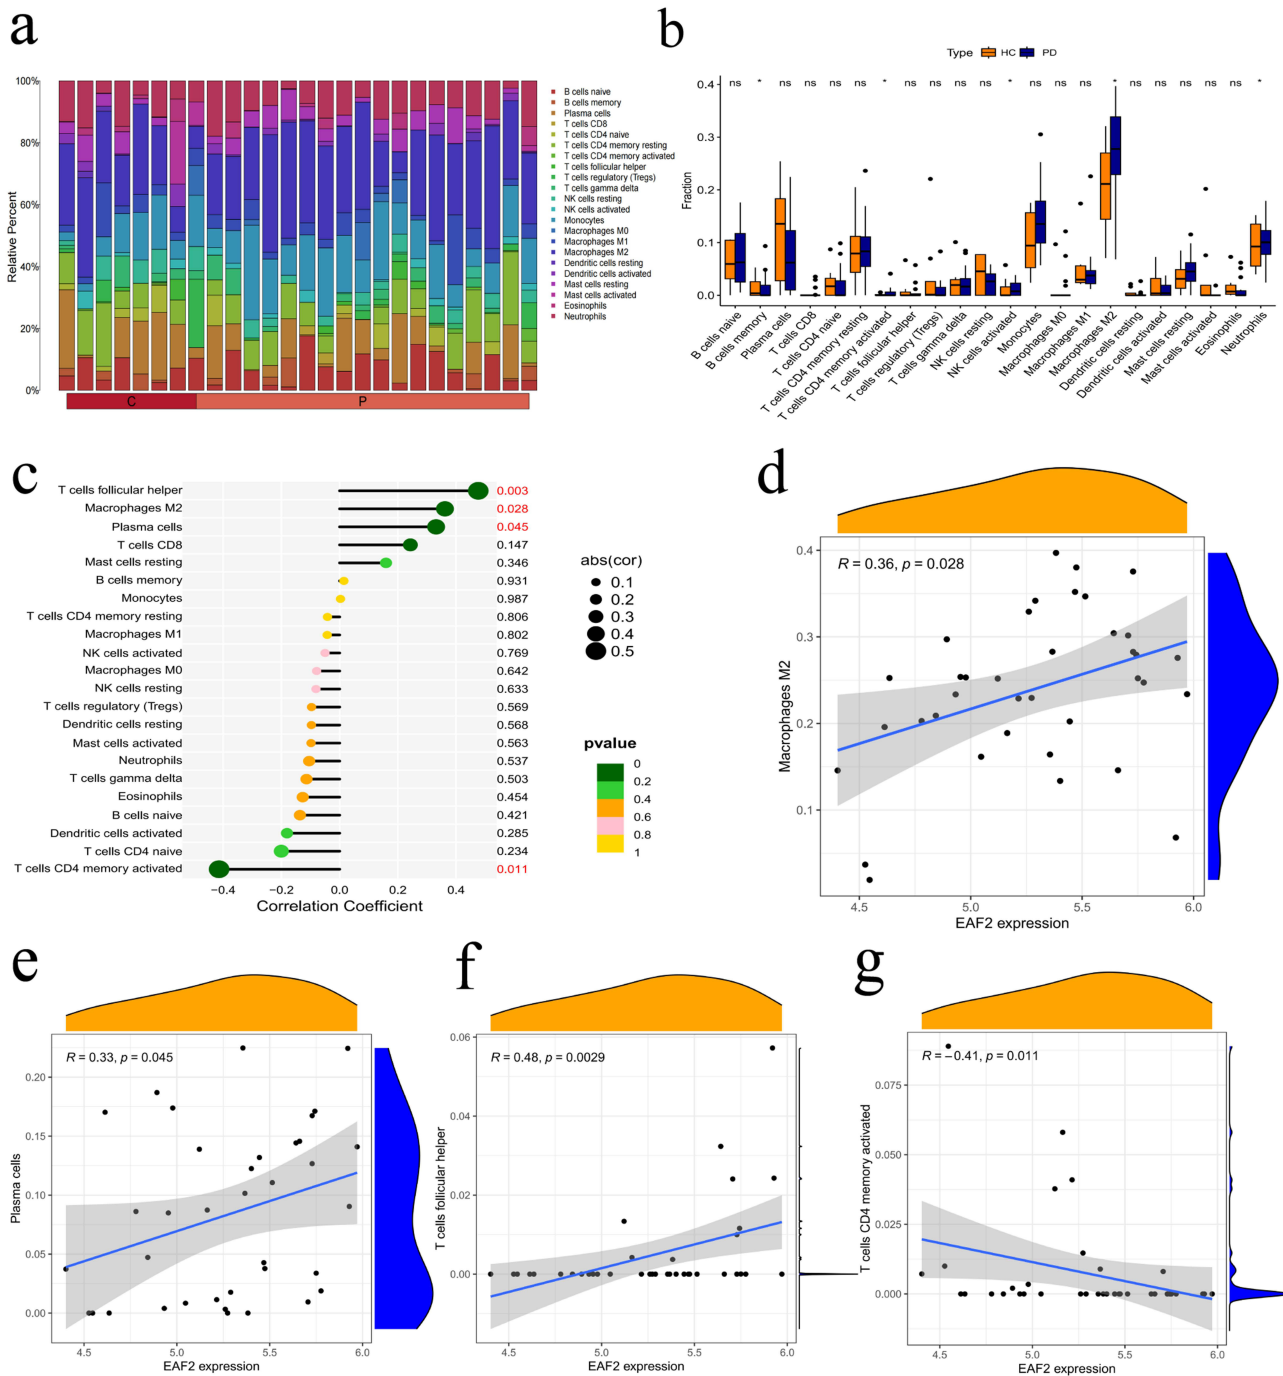 a
100%
80%
60%
40%
20%
0%
Relative Percent
C
P
B cells naive
B cells memory
Plasma cells
T cells CD8
T cells CD4 naive
T cells CD4 memory resting
T cells CD4 memory activated
T cells follicular helper
T cells regulatory (Tregs)
T cells gamma delta
NK cells resting
NK cells activated
Monocytes
Macrophages M0
Macrophages M1
Macrophages M2
Dendritic cells resting
Dendritic cells activated
Mast cells resting
Mast cells activated
Eosinophils
Neutrophils
b
Type HC PD
ns * ns ns ns ns * ns ns ns ns * ns ns ns * ns ns ns ns ns *
0.4
0.3
0.2
0.1
0.0
Fraction
B cells naive
B cells memory
Plasma cells
T cells CD8
T cells CD4 naive
T cells CD4 memory resting
T cells CD4 memory activated
T cells follicular helper
T cells regulatory (Tregs)
T cells gamma delta
NK cells resting
NK cells activated
Monocytes
Macrophages M0
Macrophages M1
Macrophages M2
Dendritic cells resting
Dendritic cells activated
Mast cells resting
Mast cells activated
Eosinophils
Neutrophils
c
T cells follicular helper 0.003
Macrophages M2 0.028
Plasma cells 0.045
T cells CD8 0.147
Mast cells resting 0.346
B cells memory 0.931
Monocytes 0.987
T cells CD4 memory resting 0.806
Macrophages M1 0.802
NK cells activated 0.769
Macrophages M0 0.642
NK cells resting 0.633
T cells regulatory (Tregs) 0.569
Dendritic cells resting 0.568
Mast cells activated 0.563
Neutrophils 0.537
T cells gamma delta 0.503
Eosinophils 0.454
B cells naive 0.421
Dendritic cells activated 0.285
T cells CD4 naive 0.234
T cells CD4 memory activated 0.011
−0.4 −0.2 0.0 0.2 0.4
Correlation Coefficient
abs(cor)
0.1
0.2
0.3
0.4
0.5
pvalue
0
0.2
0.4
0.6
0.8
1
d
R = 0.36, p = 0.028
0.4
0.3
0.2
0.1
Macrophages M2
4.5 5.0 5.5 6.0
EAF2 expression
e
R = 0.33, p = 0.045
0.20
0.15
0.10
0.05
0.00
Plasma cells
4.5 5.0 5.5 6.0
EAF2 expression
f
R = 0.48, p = 0.0029
0.06
0.04
0.02
0.00
T cells follicular helper
4.5 5.0 5.5 6.0
EAF2 expression
g
R = −0.41, p = 0.011
0.075
0.050
0.025
0.000
T cells CD4 memory activated
4.5 5.0 5.5 6.0
EAF2 expression